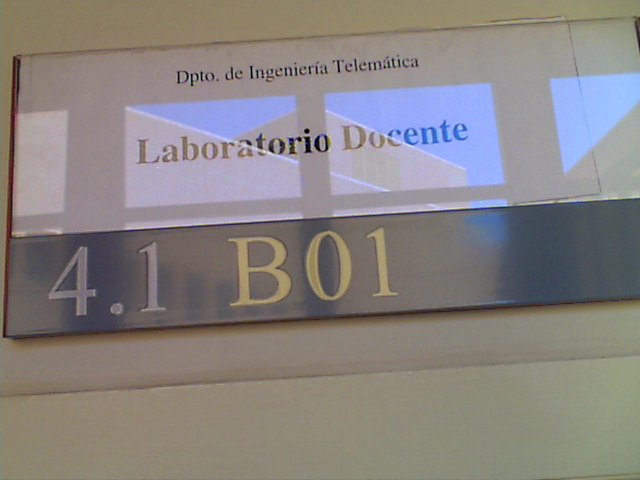 Dpto. de Ingeniería Telemática
Laboratorio Docente
4.1 B01